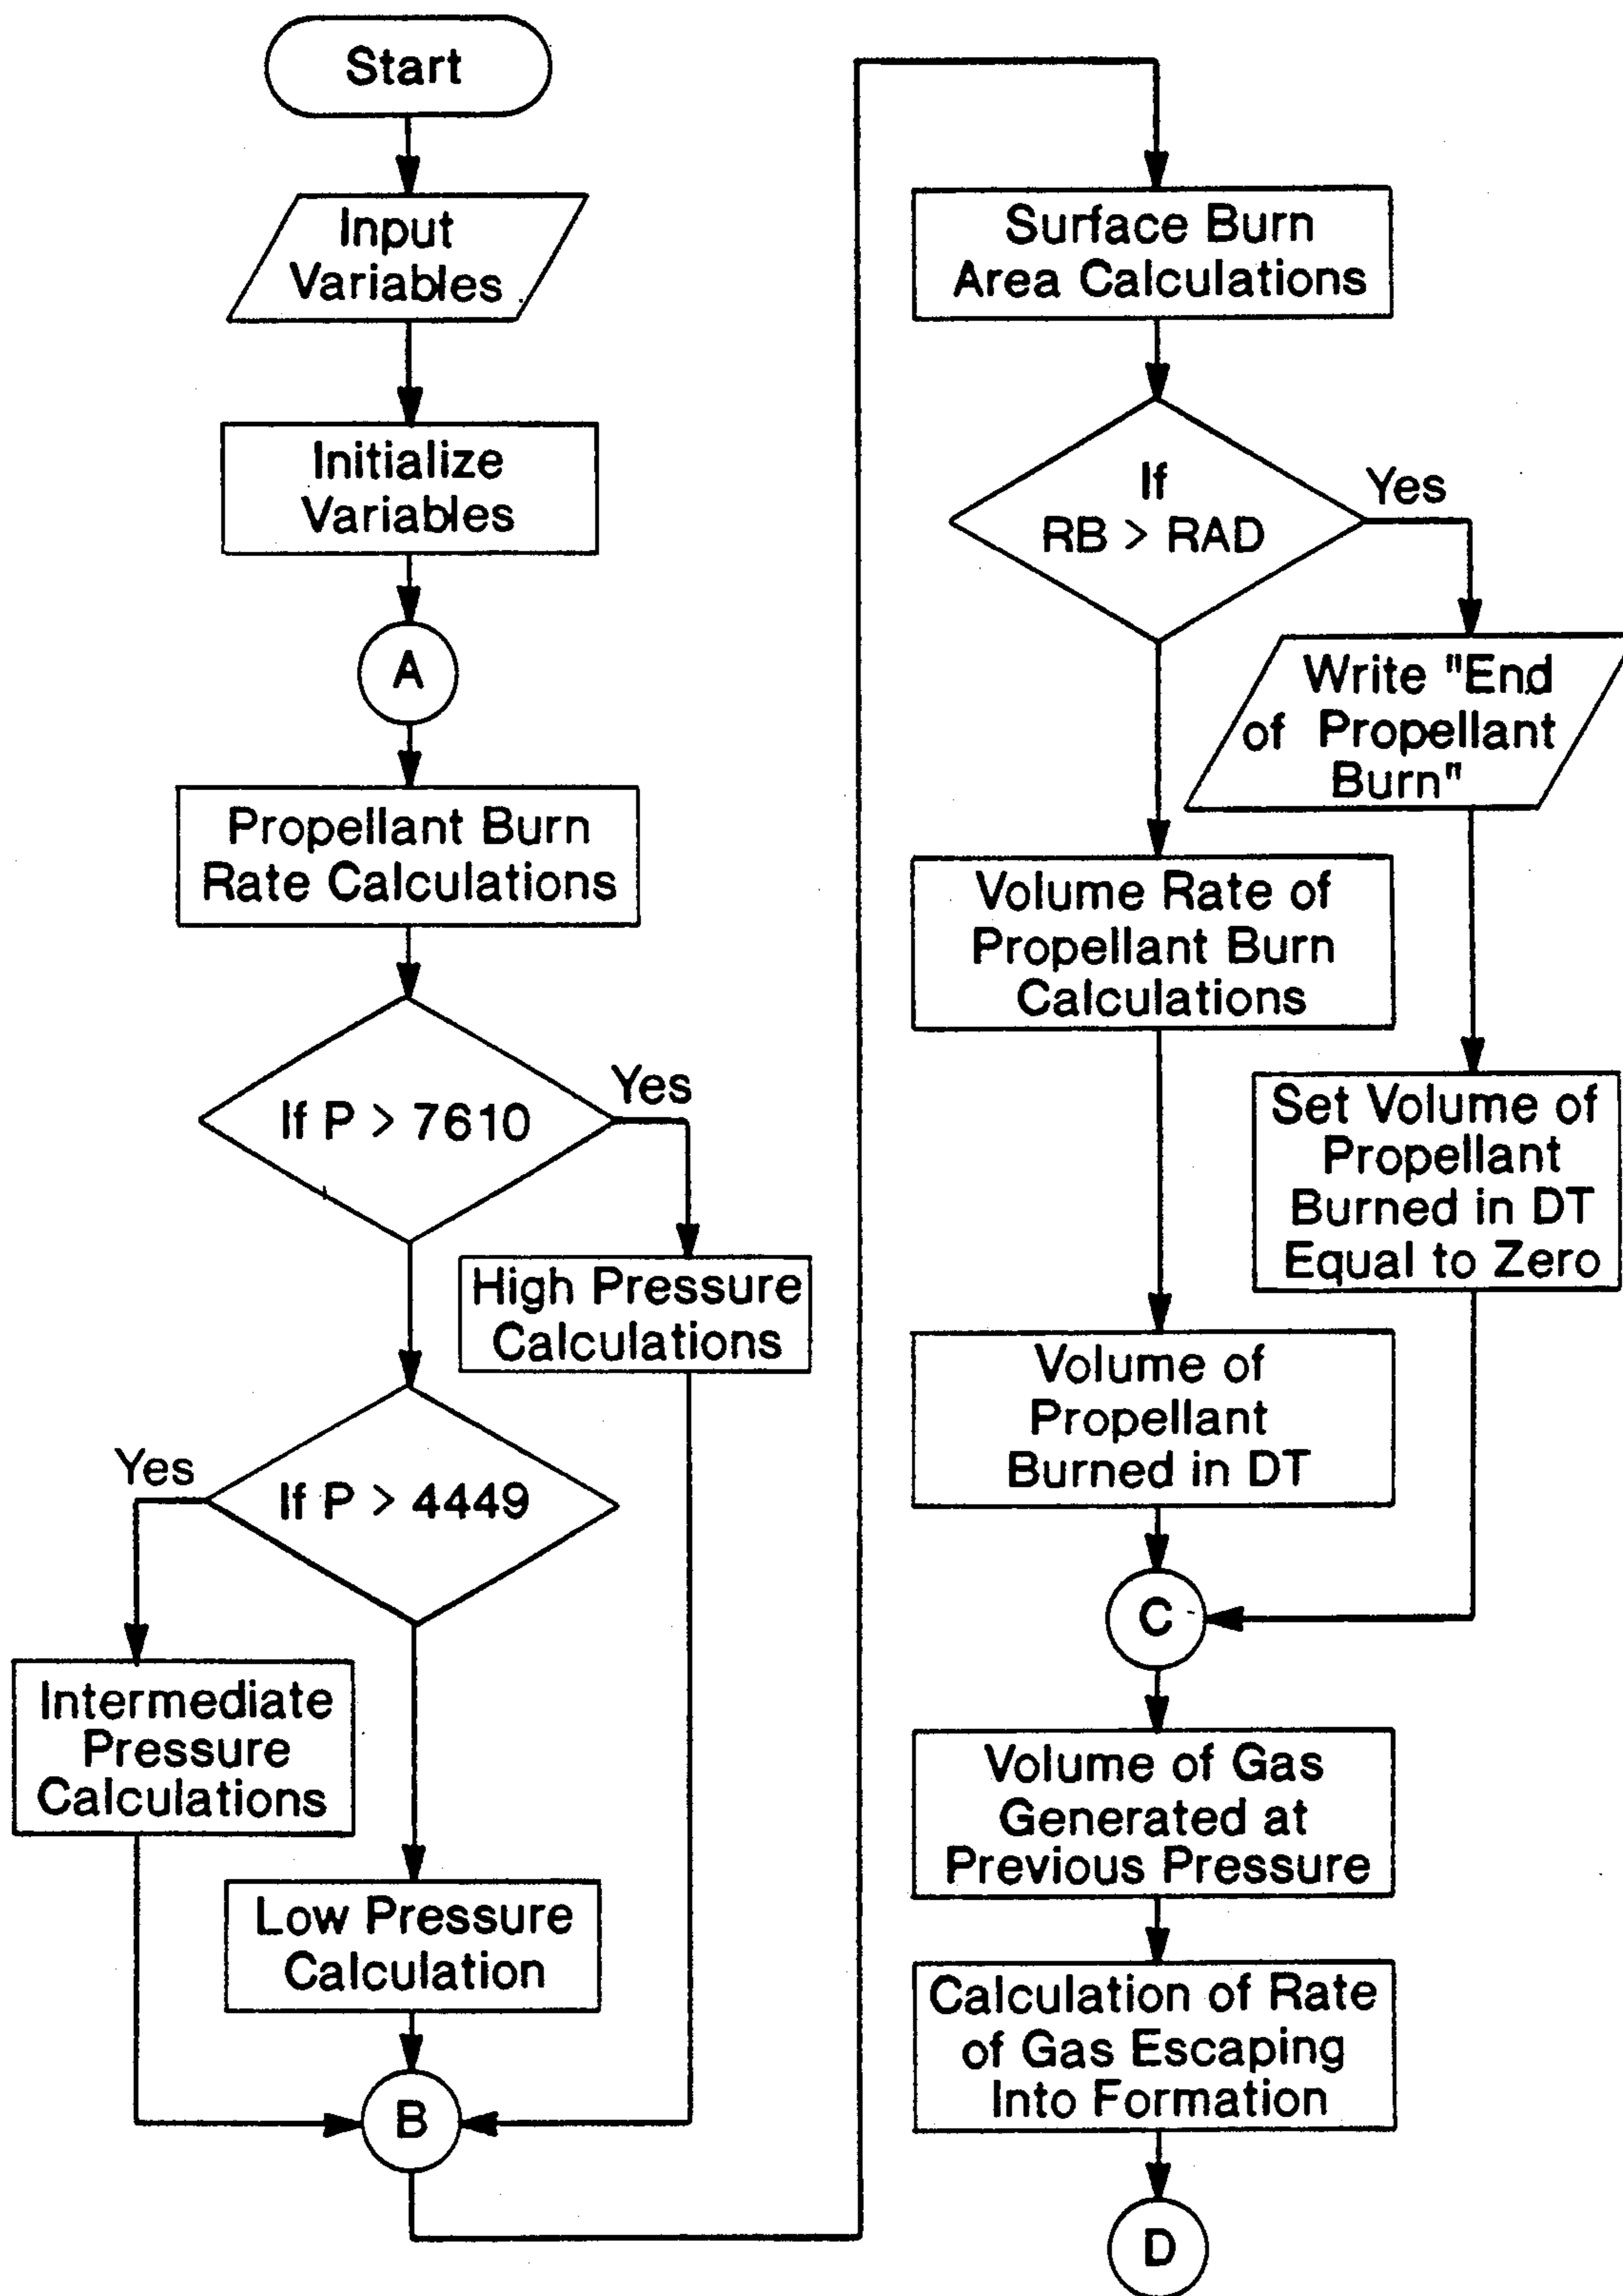 Start
Input
Variables
Initialize
Variables
A
Propellant Burn
Rate Calculations
If P > 7610
Yes
High Pressure
Calculations
If P > 4449
Yes
Intermediate
Pressure
Calculations
Low Pressure
Calculation
B
Surface Burn
Area Calculations
If
RB > RAD
Yes
Write "End
of Propellant
Burn"
Volume Rate of
Propellant Burn
Calculations
Set Volume of
Propellant
Burned in DT
Equal to Zero
Volume of
Propellant
Burned in DT
C
Volume of Gas
Generated at
Previous Pressure
Calculation of Rate
of Gas Escaping
Into Formation
D